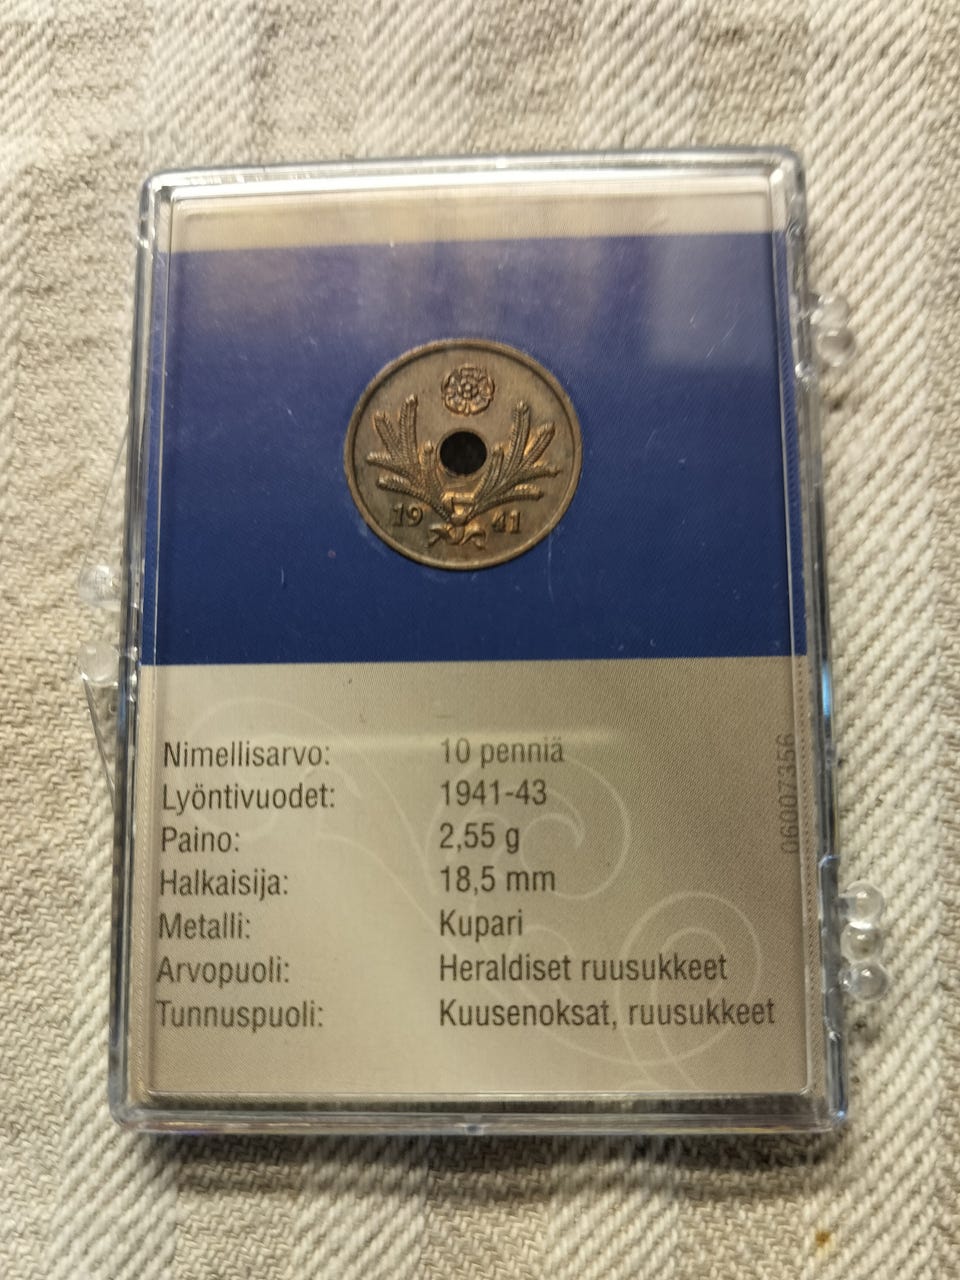 19 41
Nimellisarvo: 10 penniä
Lyöntivuodet: 1941-43
Paino: 2,55 g
Halkaisija: 18,5 mm
Metalli: Kupari
Arvopuoli: Heraldiset ruusukkeet
Tunnuspuoli: Kuusenoksat, ruusukkeet
06007356